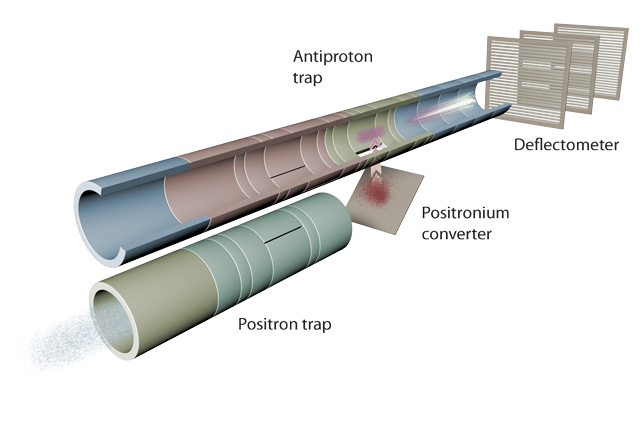 Antiproton
trap
Deflectometer
Positronium
converter
Positron trap